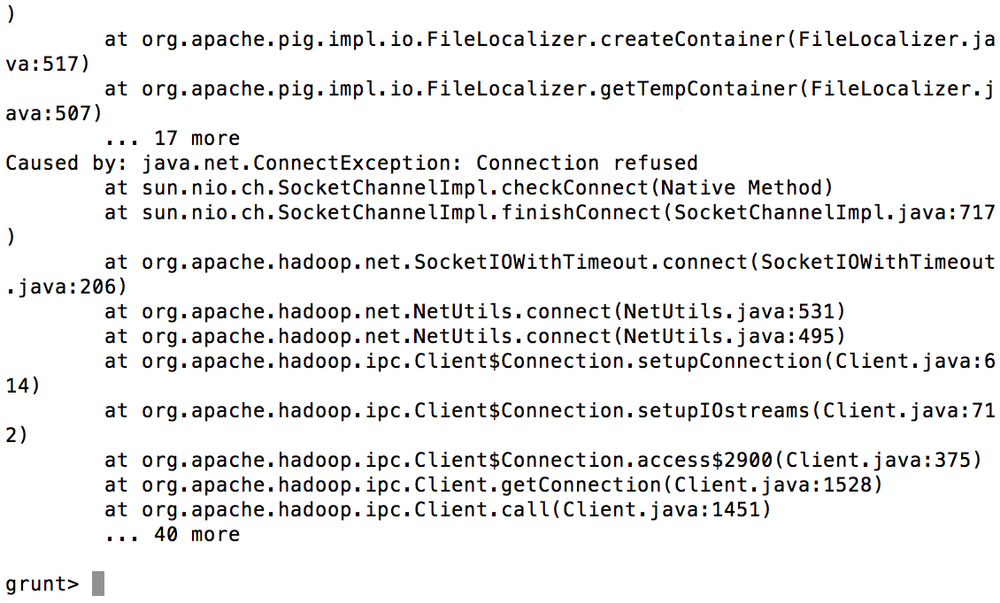 )
        at org.apache.pig.impl.io.FileLocalizer.createContainer(FileLocalizer.ja
va:517)
        at org.apache.pig.impl.io.FileLocalizer.getTempContainer(FileLocalizer.j
ava:507)
        ... 17 more
Caused by: java.net.ConnectException: Connection refused
        at sun.nio.ch.SocketChannelImpl.checkConnect(Native Method)
        at sun.nio.ch.SocketChannelImpl.finishConnect(SocketChannelImpl.java:717
)
        at org.apache.hadoop.net.SocketIOWithTimeout.connect(SocketIOWithTimeout
.java:206)
        at org.apache.hadoop.net.NetUtils.connect(NetUtils.java:531)
        at org.apache.hadoop.net.NetUtils.connect(NetUtils.java:495)
        at org.apache.hadoop.ipc.Client$Connection.setupConnection(Client.java:6
14)
        at org.apache.hadoop.ipc.Client$Connection.setupIOstreams(Client.java:71
2)
        at org.apache.hadoop.ipc.Client$Connection.access$2900(Client.java:375)
        at org.apache.hadoop.ipc.Client.getConnection(Client.java:1528)
        at org.apache.hadoop.ipc.Client.call(Client.java:1451)
        ... 40 more

grunt>